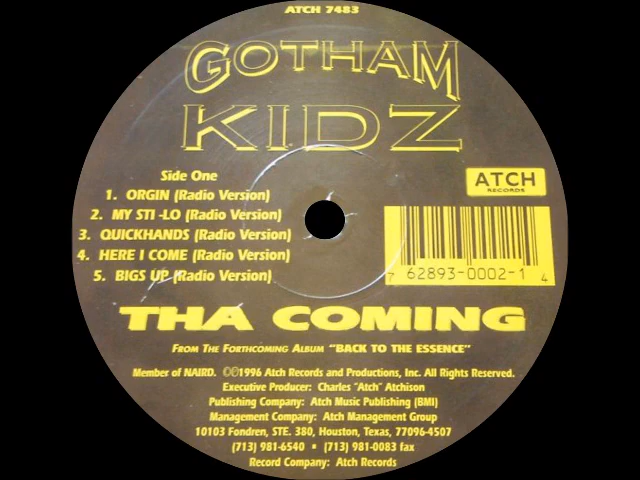 ATCH 7483
GOTHAM
KIDZ
Side One
1. ORGIN (Radio Version)
2. MY STI -LO (Radio Version)
3. QUICKHANDS (Radio Version)
4. HERE I COME (Radio Version)
5. BIGS UP (Radio Version)
ATCH
RECORDS
7 62893-0002-1 4
THA COMING
FROM THE FORTHCOMING ALBUM "BACK TO THE ESSENCE"
Member of NAIRD. ©℗1996 Atch Records and Productions, Inc. All Rights Reserved.
Executive Producer: Charles "Atch" Atchison
Publishing Company: Atch Music Publishing (BMI)
Management Company: Atch Management Group
10103 Fondren, STE. 380, Houston, Texas, 77096-4507
(713) 981-6540 • (713) 981-0083 fax
Record Company: Atch Records